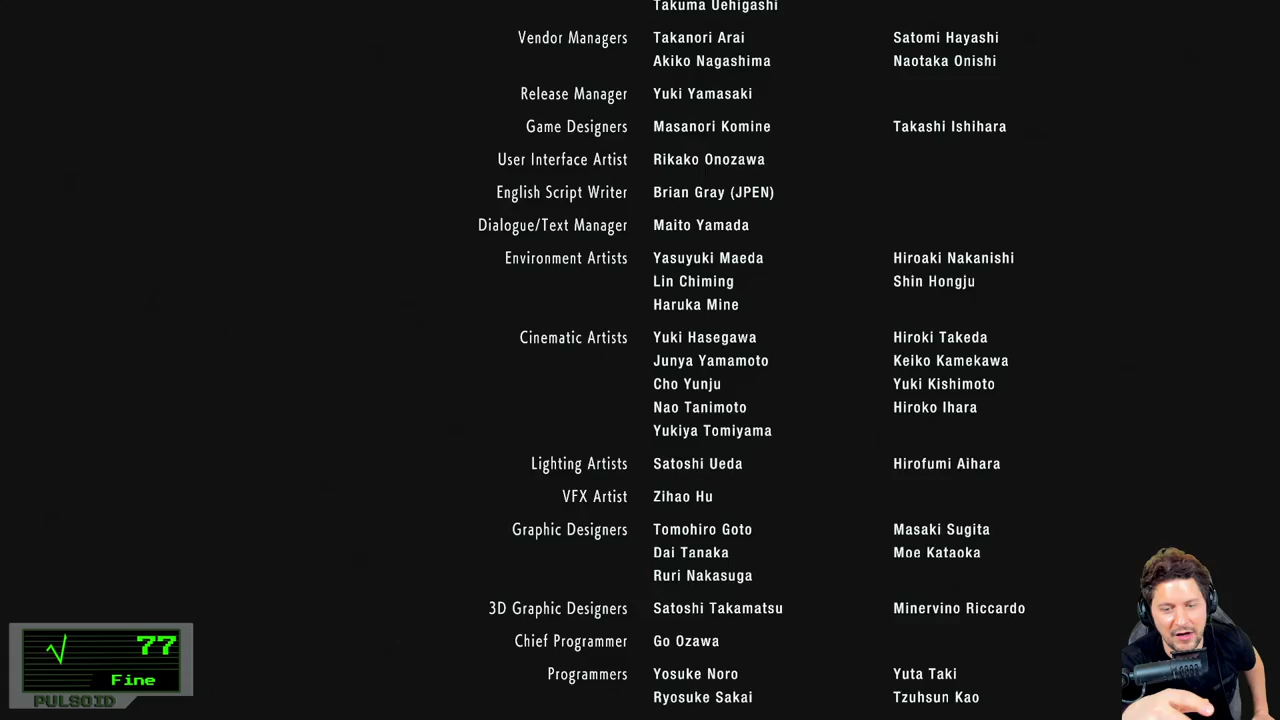 Takuma Uehigashi
Vendor Managers Takanori Arai Satomi Hayashi
Akiko Nagashima Naotaka Onishi
Release Manager Yuki Yamasaki
Game Designers Masanori Komine Takashi Ishihara
User Interface Artist Rikako Onozawa
English Script Writer Brian Gray (JPEN)
Dialogue/Text Manager Maito Yamada
Environment Artists Yasuyuki Maeda Hiroaki Nakanishi
Lin Chiming Shin Hongju
Haruka Mine
Cinematic Artists Yuki Hasegawa Hiroki Takeda
Junya Yamamoto Keiko Kamekawa
Cho Yunju Yuki Kishimoto
Nao Tanimoto Hiroko Ihara
Yukiya Tomiyama
Lighting Artists Satoshi Ueda Hirofumi Aihara
VFX Artist Zihao Hu
Graphic Designers Tomohiro Goto Masaki Sugita
Dai Tanaka Moe Kataoka
Ruri Nakasuga
3D Graphic Designers Satoshi Takamatsu Minervino Riccardo
Chief Programmer Go Ozawa
Programmers Yosuke Noro Yuta Taki
Ryosuke Sakai Tzuhsun Kao
77
Fine
PULSOID